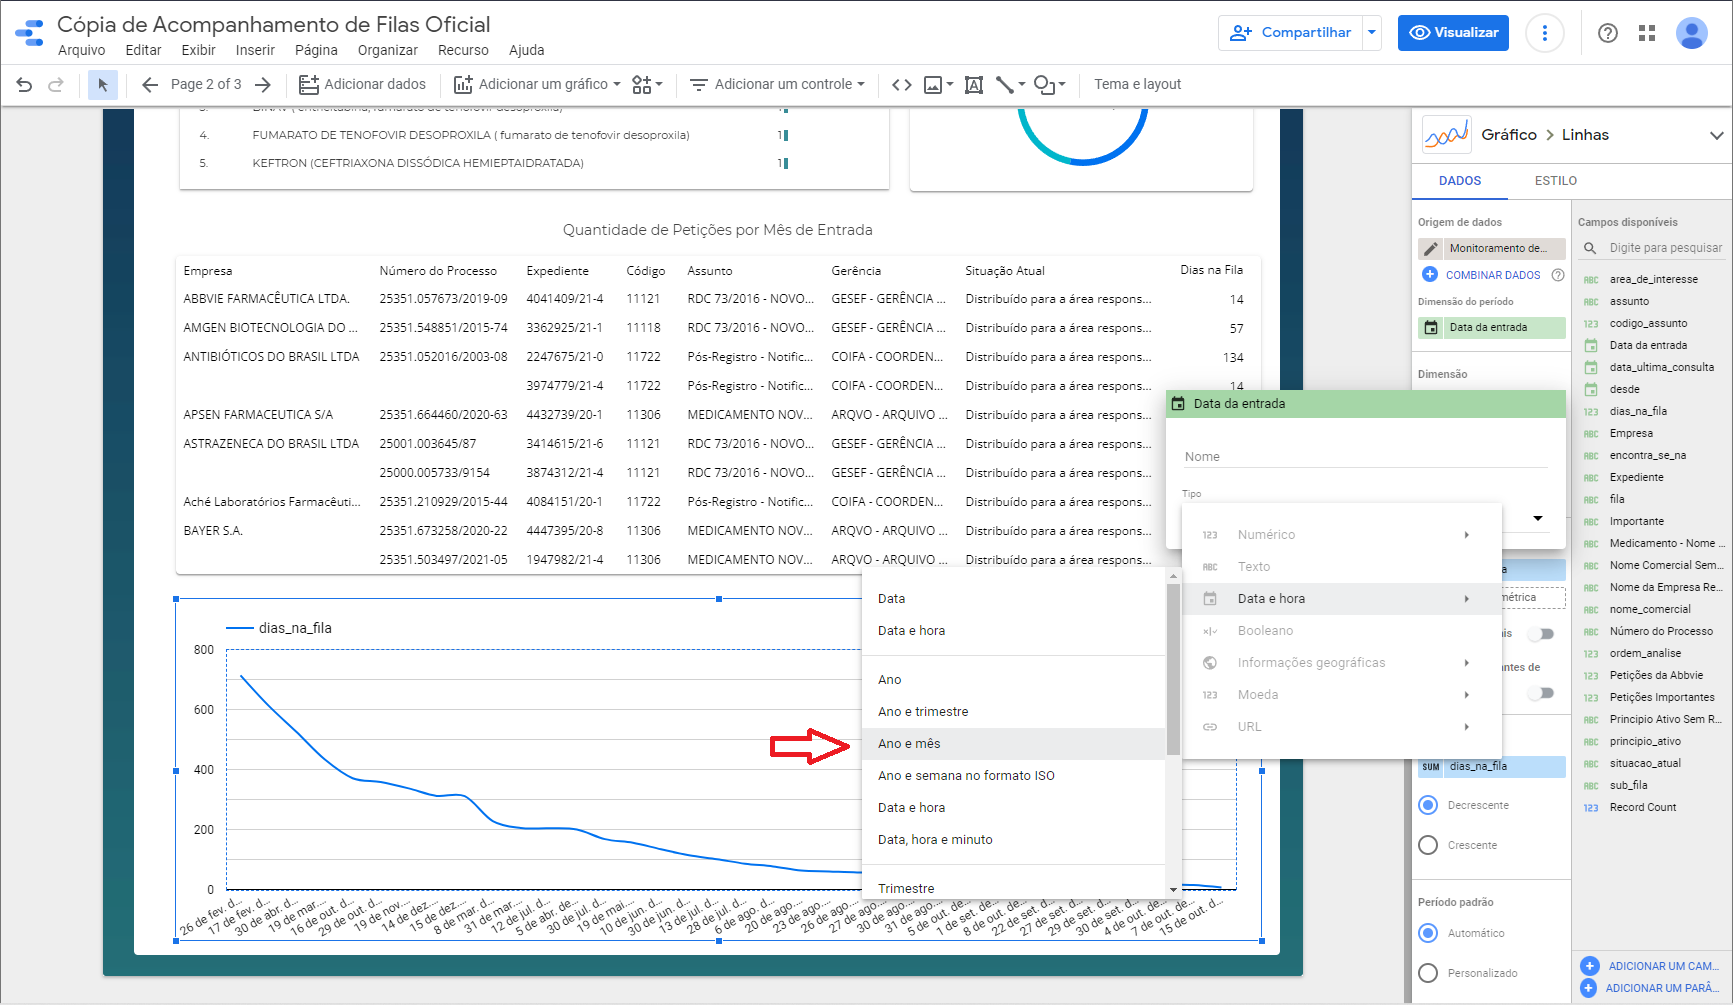 Cópia de Acompanhamento de Filas Oficial
Arquivo Editar Exibir Inserir Página Organizar Recurso Ajuda
Compartilhar
Visualizar
Page 2 of 3
Adicionar dados
Adicionar um gráfico
Adicionar um controle
Tema e layout
4. FUMARATO DE TENOFOVIR DESOPROXILA ( fumarato de tenofovir desoproxila) 1
5. KEFTRON (CEFTRIAXONA DISSÓDICA HEMIEPTAIDRATADA) 1
Quantidade de Petições por Mês de Entrada
Empresa Número do Processo Expediente Código Assunto Gerência Situação Atual Dias na Fila
ABBVIE FARMACÊUTICA LTDA. 25351.057673/2019-09 4041409/21-4 11121 RDC 73/2016 - NOVO... GESEF - GERÊNCIA ... Distribuído para a área respons... 14
AMGEN BIOTECNOLOGIA DO ... 25351.548851/2015-74 3362925/21-1 11118 RDC 73/2016 - NOVO... GESEF - GERÊNCIA ... Distribuído para a área respons... 57
ANTIBIÓTICOS DO BRASIL LTDA 25351.052016/2003-08 2247675/21-0 11722 Pós-Registro - Notific... COIFA - COORDEN... Distribuído para a área respons... 134
3974779/21-4 11722 Pós-Registro - Notific... COIFA - COORDEN... Distribuído para a área respons... 14
APSEN FARMACEUTICA S/A 25351.664460/2020-63 4432739/20-1 11306 MEDICAMENTO NOV... ARQVO - ARQUIVO ... Distribuído para a área respons...
ASTRAZENECA DO BRASIL LTDA 25001.003645/87 3414615/21-6 11121 RDC 73/2016 - NOVO... GESEF - GERÊNCIA ... Distribuído para a área respons...
25000.005733/9154 3874312/21-4 11121 RDC 73/2016 - NOVO... GESEF - GERÊNCIA ... Distribuído para a área respons...
Aché Laboratórios Farmacêuti... 25351.210929/2015-44 4084151/20-1 11722 Pós-Registro - Notific... COIFA - COORDEN... Distribuído para a área respons...
BAYER S.A. 25351.673258/2020-22 4447395/20-8 11306 MEDICAMENTO NOV... ARQVO - ARQUIVO ... Distribuído para a área respons...
25351.503497/2021-05 1947982/21-4 11306 MEDICAMENTO NOV... ARQVO - ARQUIVO ... Distribuído para a área respons...
dias_na_fila
800
600
400
200
0
26 de fev. d...
17 de fev. d...
30 de abr. d...
19 de mar....
16 de out. d...
29 de out. d...
19 de nov....
14 de dez....
15 de dez....
8 de mar. d...
31 de mar....
12 de jul. d...
5 de abr. de...
30 de jul. d...
19 de mai....
10 de jun. d...
30 de jun. d...
13 de jul. d...
28 de jul. d...
6 de ago. d...
20 de ago....
23 de ago....
26 de ago....
27 de ago....
30 de ago....
31 de ago....
5 de out. de...
1 de set. de...
8 de out. de...
22 de set. d...
27 de set. d...
29 de set. d...
30 de set. d...
4 de out. de...
7 de out. de...
15 de out. d...
Data
Data e hora
Ano
Ano e trimestre
Ano e mês
Ano e semana no formato ISO
Data e hora
Data, hora e minuto
Trimestre
Data da entrada
Nome
Tipo
123 Numérico
ABC Texto
Data e hora
Booleano
Informações geográficas
123 Moeda
URL
Gráfico > Linhas
DADOS ESTILO
Origem de dados
Monitoramento de...
COMBINAR DADOS
Dimensão do período
Data da entrada
Dimensão
métrica
SUM dias_na_fila
Decrescente
Crescente
Período padrão
Automático
Personalizado
Campos disponíveis
Digite para pesquisar
ABC area_de_interesse
ABC assunto
123 codigo_assunto
Data da entrada
data_ultima_consulta
desde
123 dias_na_fila
ABC Empresa
ABC encontra_se_na
ABC Expediente
ABC fila
ABC Importante
ABC Medicamento - Nome ...
ABC Nome Comercial Sem...
ABC Nome da Empresa Re...
ABC nome_comercial
ABC Número do Processo
123 ordem_analise
123 Petições da Abbvie
123 Petições Importantes
ABC Principio Ativo Sem R...
ABC principio_ativo
ABC situacao_atual
ABC sub_fila
123 Record Count
ADICIONAR UM CAM...
ADICIONAR UM PARÂ...